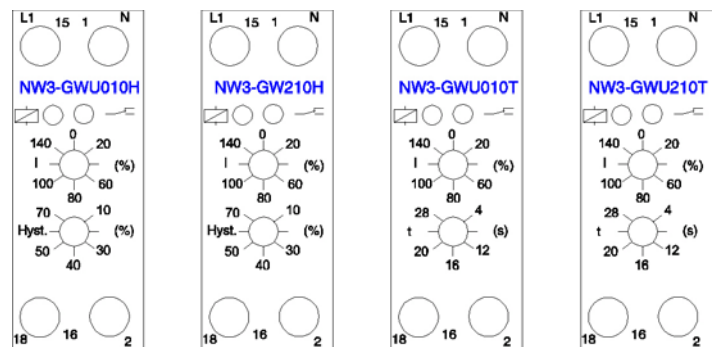 L1 15 1 N
NW3-GWU010H
0
140 20
I (%)
100 60
80
70 10
Hyst. (%)
50 30
40
18 16 2
L1 15 1 N
NW3-GW210H
0
140 20
I (%)
100 60
80
70 10
Hyst. (%)
50 30
40
18 16 2
L1 15 1 N
NW3-GWU010T
0
140 20
I (%)
100 60
80
28 4
t (s)
20 12
16
18 16 2
L1 15 1 N
NW3-GWU210T
0
140 20
I (%)
100 60
80
28 4
t (s)
20 12
16
18 16 2